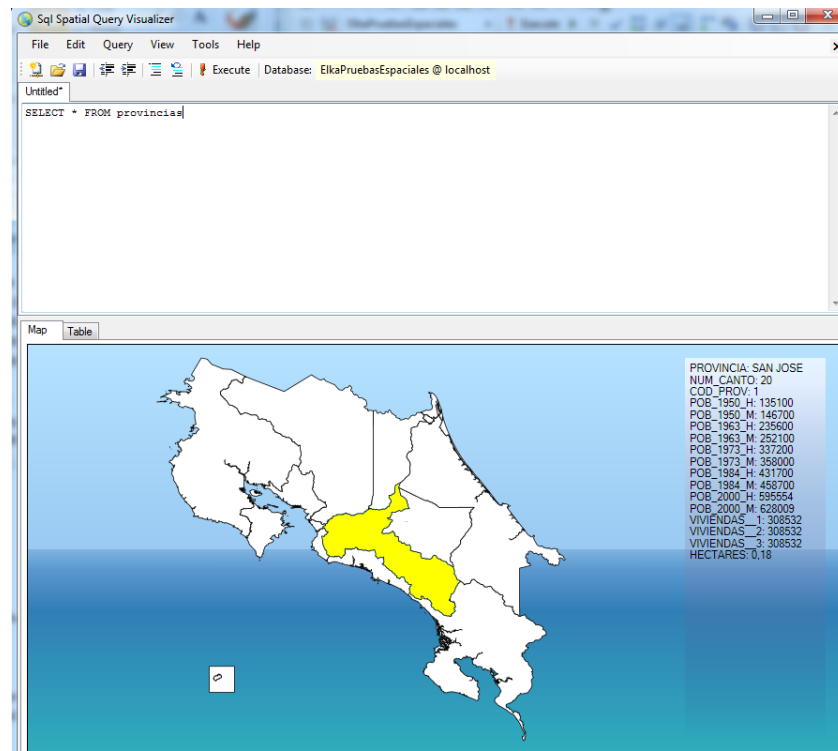 Sql Spatial Query Visualizer
File Edit Query View Tools Help
Execute Database: ElkaPruebasEspaciales @ localhost
Untitled*
SELECT * FROM provincias
Map Table
PROVINCIA: SAN JOSE
NUM_CANTO: 20
COD_PROV: 1
POB_1950_H: 135100
POB_1950_M: 146700
POB_1963_H: 235600
POB_1963_M: 252100
POB_1973_H: 337200
POB_1973_M: 358000
POB_1984_H: 431700
POB_1984_M: 458700
POB_2000_H: 595554
POB_2000_M: 628009
VIVIENDAS__1: 308532
VIVIENDAS__2: 308532
VIVIENDAS__3: 308532
HECTARES: 0,18